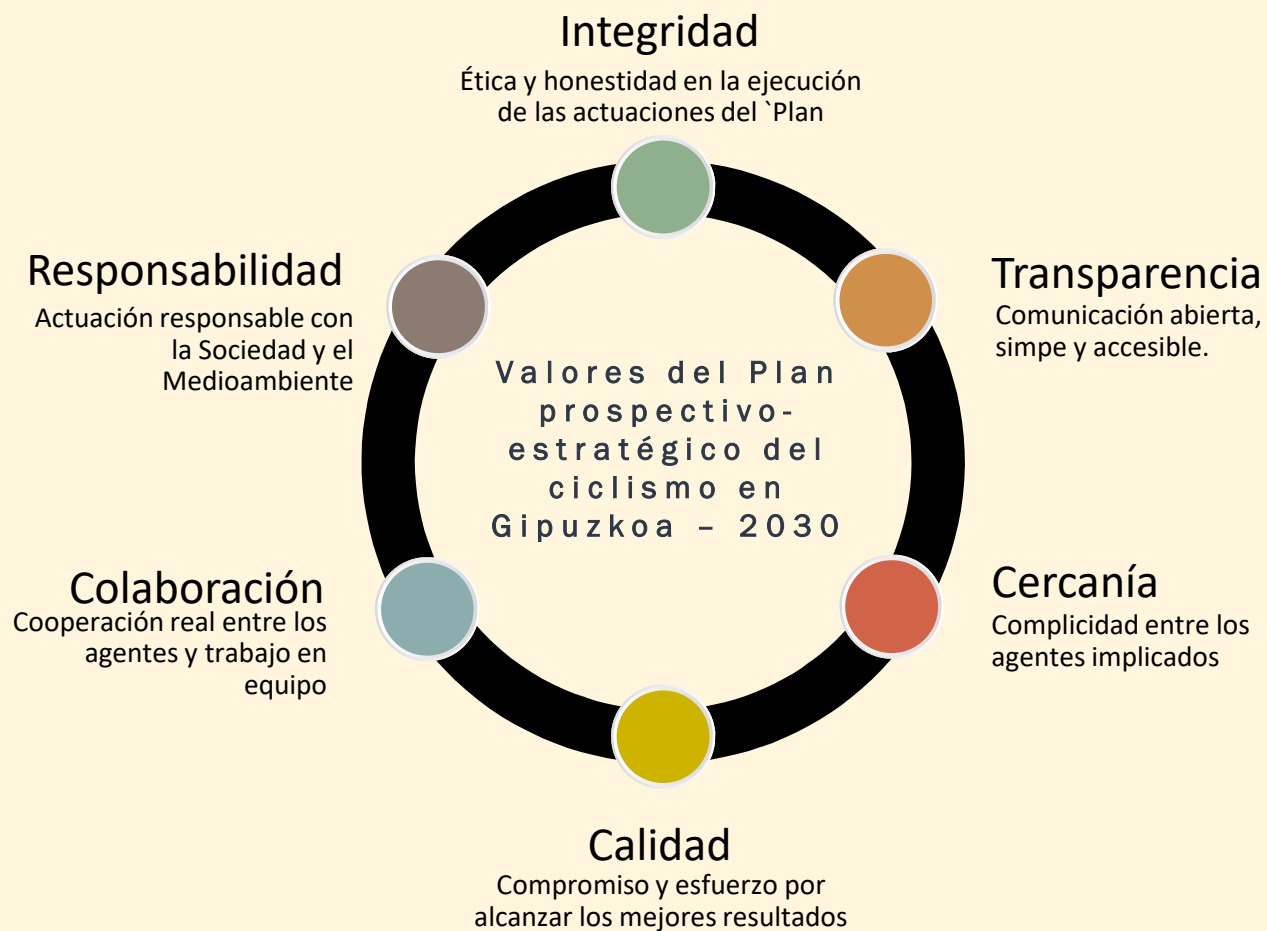 Integridad
Ética y honestidad en la ejecución
de las actuaciones del `Plan
Transparencia
Comunicación abierta,
simpe y accesible.
Cercanía
Complicidad entre los
agentes implicados
Calidad
Compromiso y esfuerzo por
alcanzar los mejores resultados
Colaboración
Cooperación real entre los
agentes y trabajo en
equipo
Responsabilidad
Actuación responsable con
la Sociedad y el
Medioambiente
Valores del Plan
prospectivo-
estratégico del
ciclismo en
Gipuzkoa – 2030